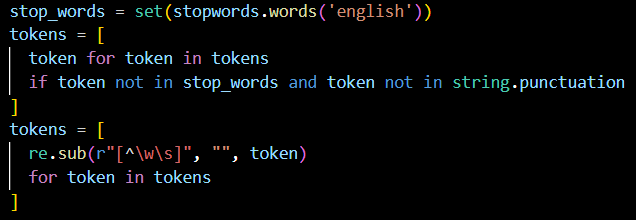 stop_words = set(stopwords.words('english'))
tokens = [
    token for token in tokens
    if token not in stop_words and token not in string.punctuation
]
tokens = [
    re.sub(r"[^\w\s]", "", token)
    for token in tokens
]